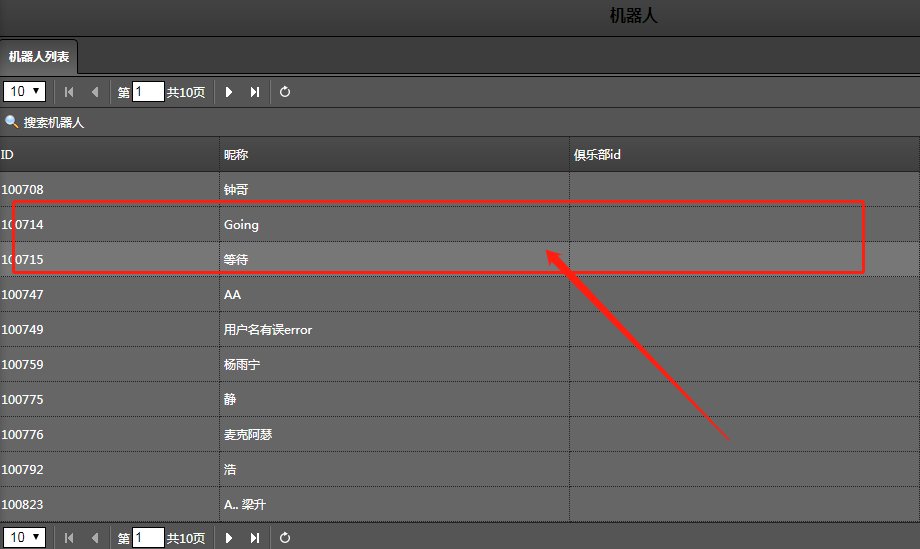 机器人
机器人列表
10 第 1 共10页
搜索机器人
ID 昵称 俱乐部id
100708 钟哥
100714 Going
100715 等待
100747 AA
100749 用户名有误error
100759 杨雨宁
100775 静
100776 麦克阿瑟
100792 浩
100823 A.. 梁升
10 第 1 共10页